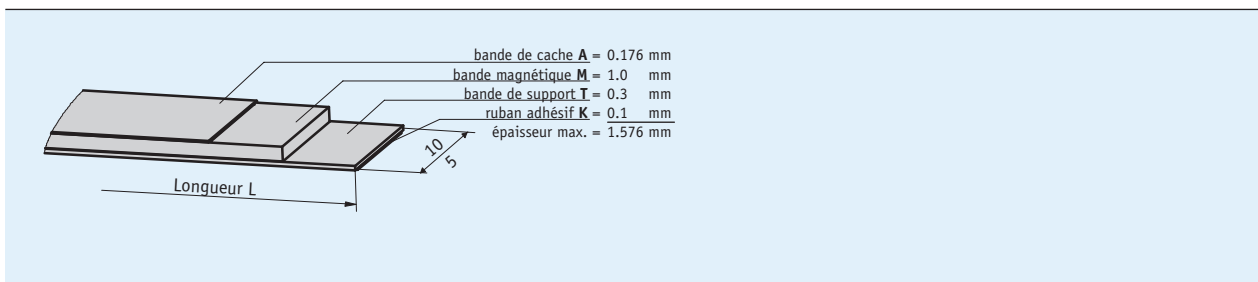 bande de cache A = 0.176 mm
bande magnétique M = 1.0 mm
bande de support T = 0.3 mm
ruban adhésif K = 0.1 mm
épaisseur max. = 1.576 mm
10
5
Longueur L